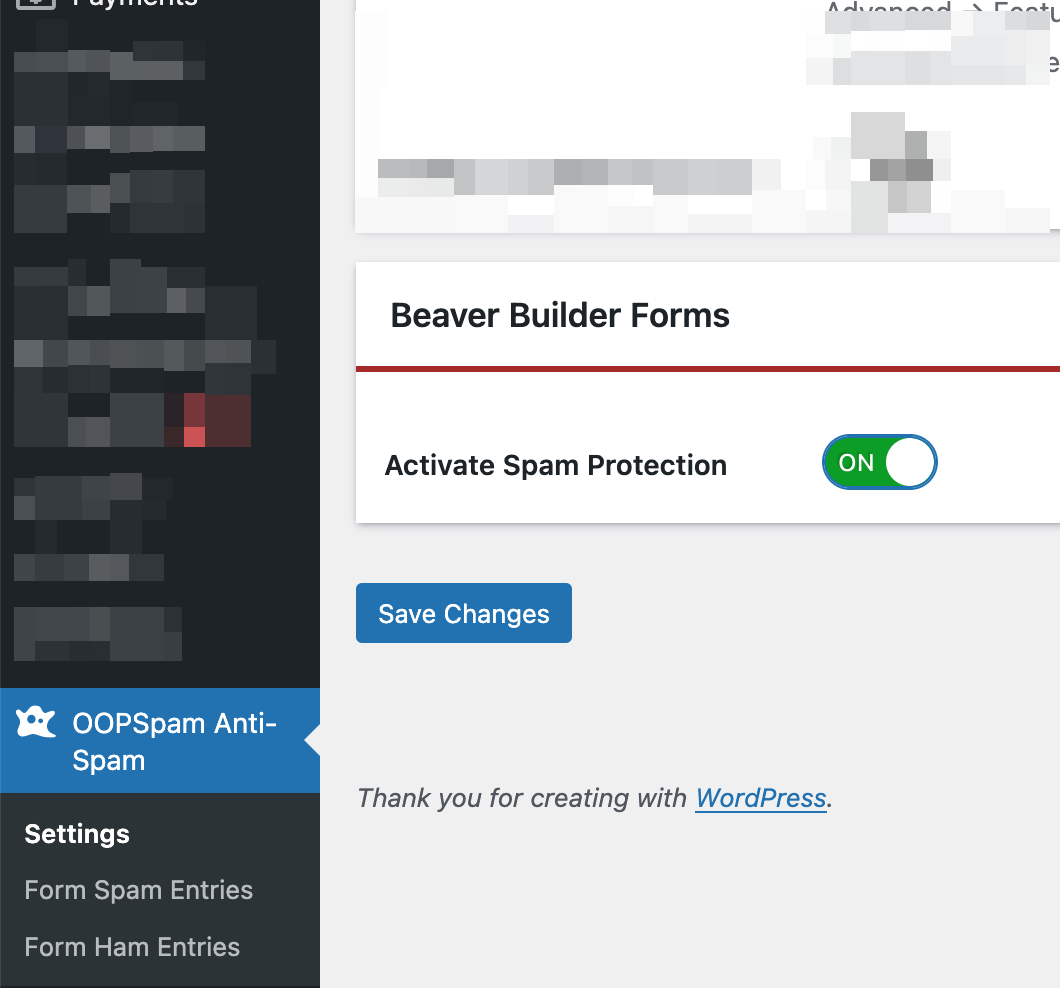 Payments
Advanced → Featu
Beaver Builder Forms
Activate Spam Protection
ON
Save Changes
OOPSpam Anti-
Spam
Thank you for creating with WordPress.
Settings
Form Spam Entries
Form Ham Entries